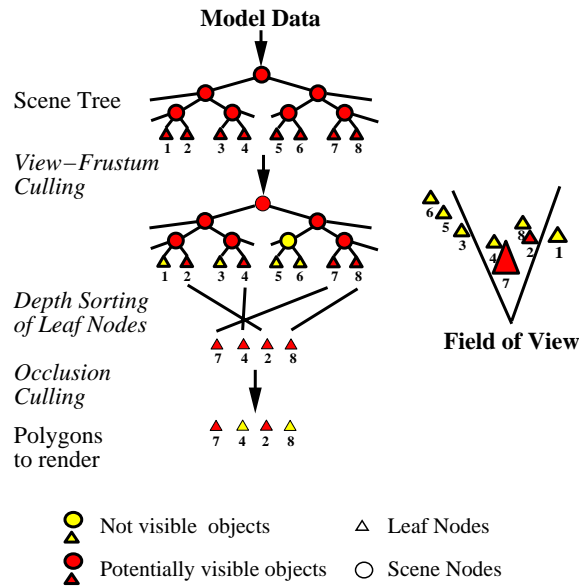 Model Data
Scene Tree
1 2 3 4 5 6 7 8
View-Frustum
Culling
1 2 3 4 5 6 7 8
6
5
3
4
7
8
2
1
Field of View
Depth Sorting
of Leaf Nodes
7 4 2 8
Occlusion
Culling
Polygons
to render
7 4 2 8
Not visible objects
Leaf Nodes
Potentially visible objects
Scene Nodes